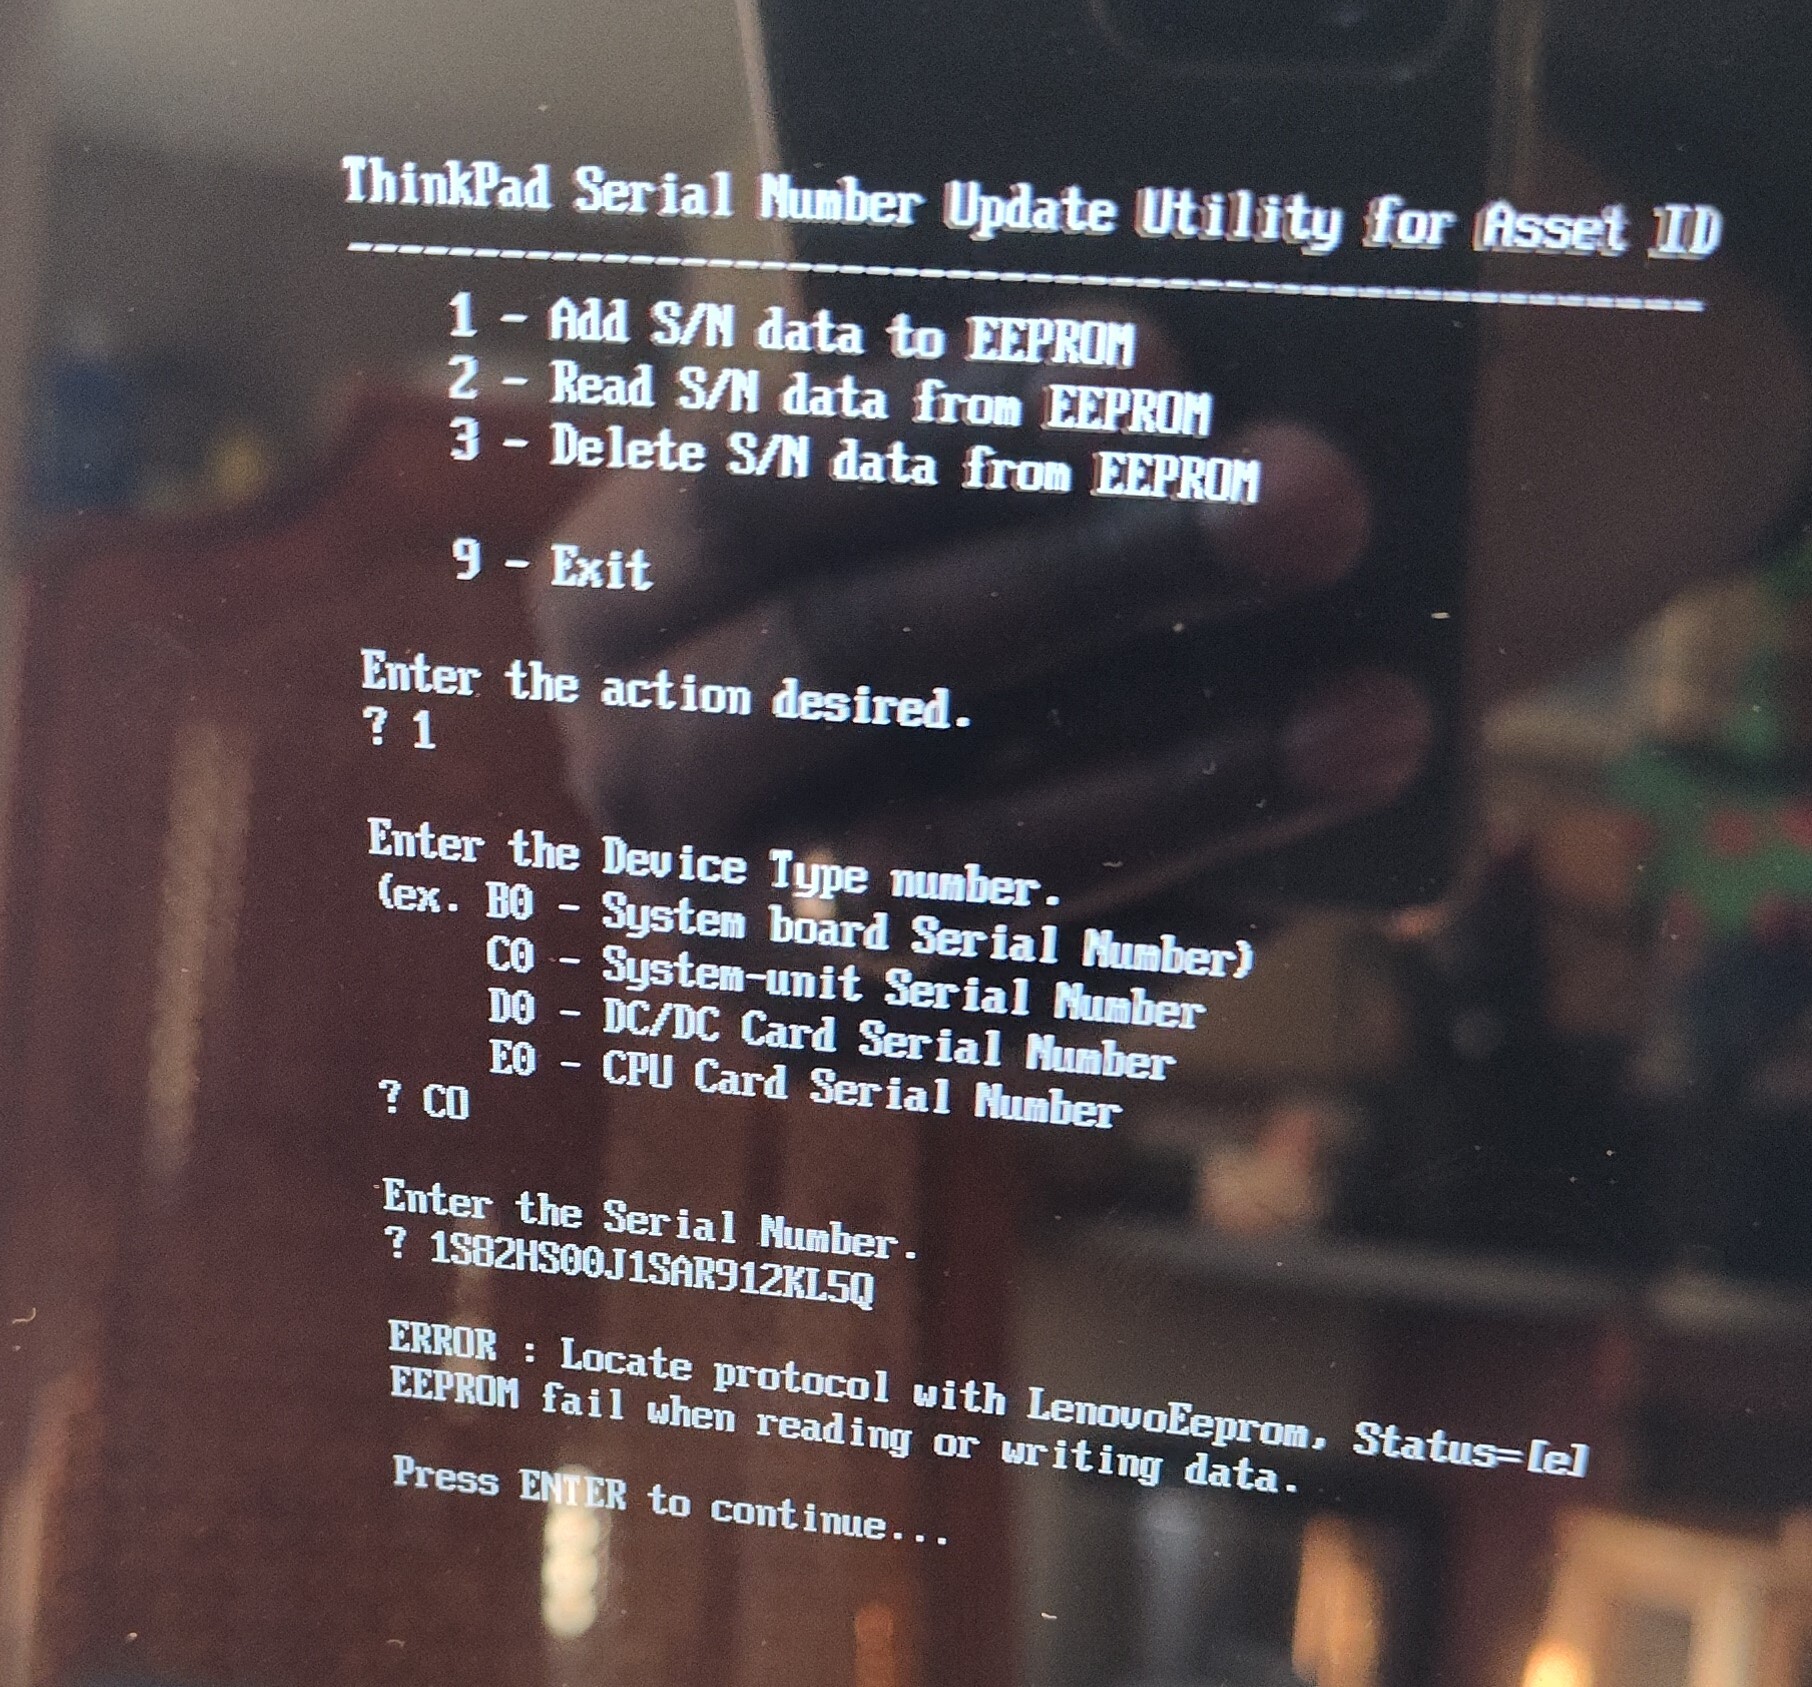 ThinkPad Serial Number Update Utility for Asset ID
--------------------------------------------------
1 - Add S/N data to EEPROM
2 - Read S/N data from EEPROM
3 - Delete S/N data from EEPROM
9 - Exit
Enter the action desired.
? 1
Enter the Device Type number.
(ex. B0 - System board Serial Number)
C0 - System-unit Serial Number
D0 - DC/DC Card Serial Number
E0 - CPU Card Serial Number
? CO
Enter the Serial Number.
? 1S82HS00J1SAR912KL5Q
ERROR : Locate protocol with LenovoEeprom, Status=[e]
EEPROM fail when reading or writing data.
Press ENTER to continue...